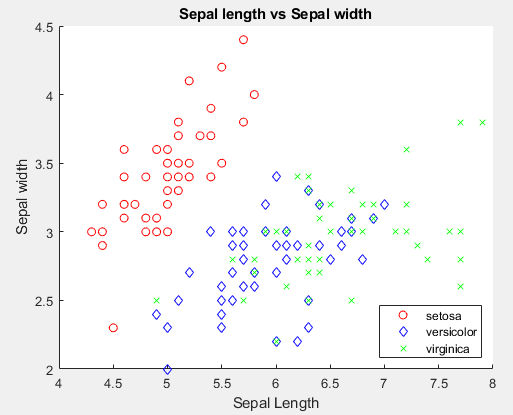 Sepal length vs Sepal width
4.5
4
3.5
3
2.5
2
Sepal width
setosa
versicolor
virginica
4 4.5 5 5.5 6 6.5 7 7.5 8
Sepal Length